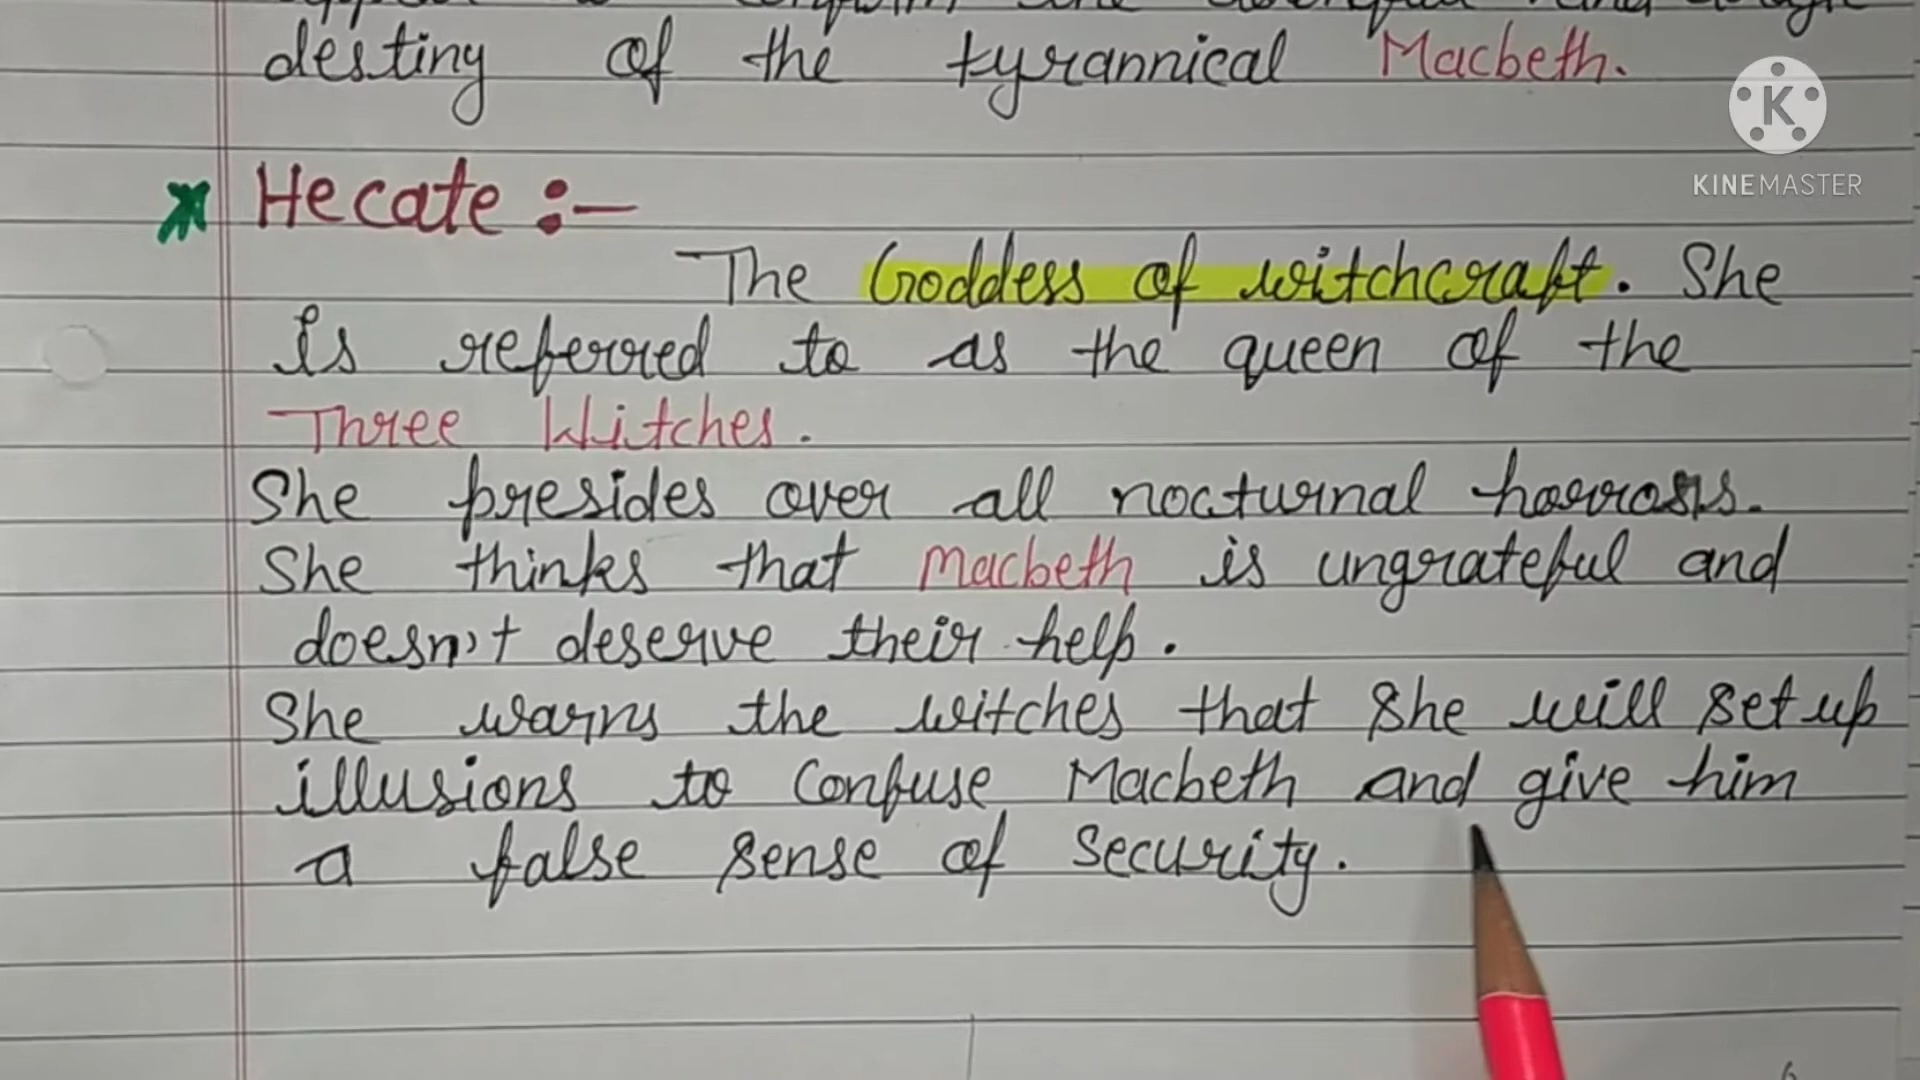 destiny of the tyrannical Macbeth.
K
KINEMASTER
* Hecate :-
The Goddess of witchcraft. She
is referred to as the queen of the
Three Witches.
She presides over all nocturnal horrors.
She thinks that Macbeth is ungrateful and
doesn't deserve their help.
She warns the witches that she will set up
illusions to confuse Macbeth and give him
a false sense of security.